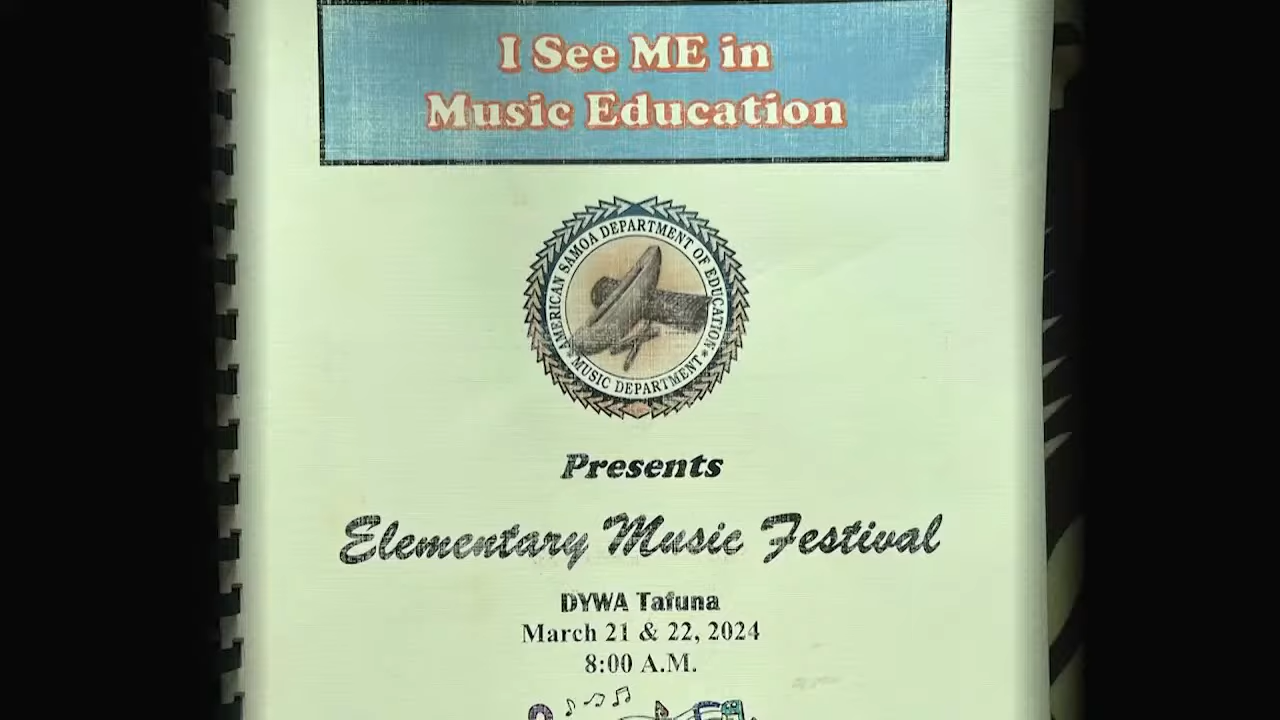 I See ME in
Music Education
AMERICAN SAMOA DEPARTMENT OF EDUCATION
* MUSIC DEPARTMENT *
Presents
Elementary Music Festival
DYWA Tafuna
March 21 & 22, 2024
8:00 A.M.